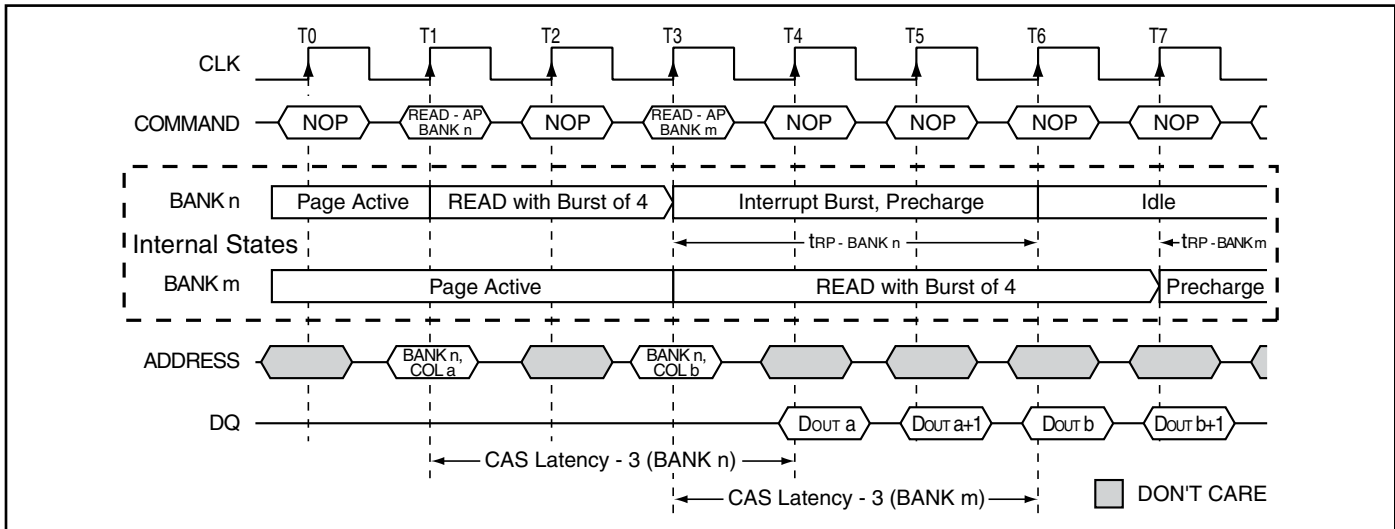 T0 T1 T2 T3 T4 T5 T6 T7
CLK
COMMAND NOP READ - AP BANK n NOP READ - AP BANK m NOP NOP NOP NOP
BANK n Page Active READ with Burst of 4 Interrupt Burst, Precharge Idle
Internal States tRP - BANK n tRP - BANK m
BANK m Page Active READ with Burst of 4 Precharge
ADDRESS BANK n, COL a BANK n, COL b
DQ DOUT a DOUT a+1 DOUT b DOUT b+1
CAS Latency - 3 (BANK n)
CAS Latency - 3 (BANK m) DON'T CARE